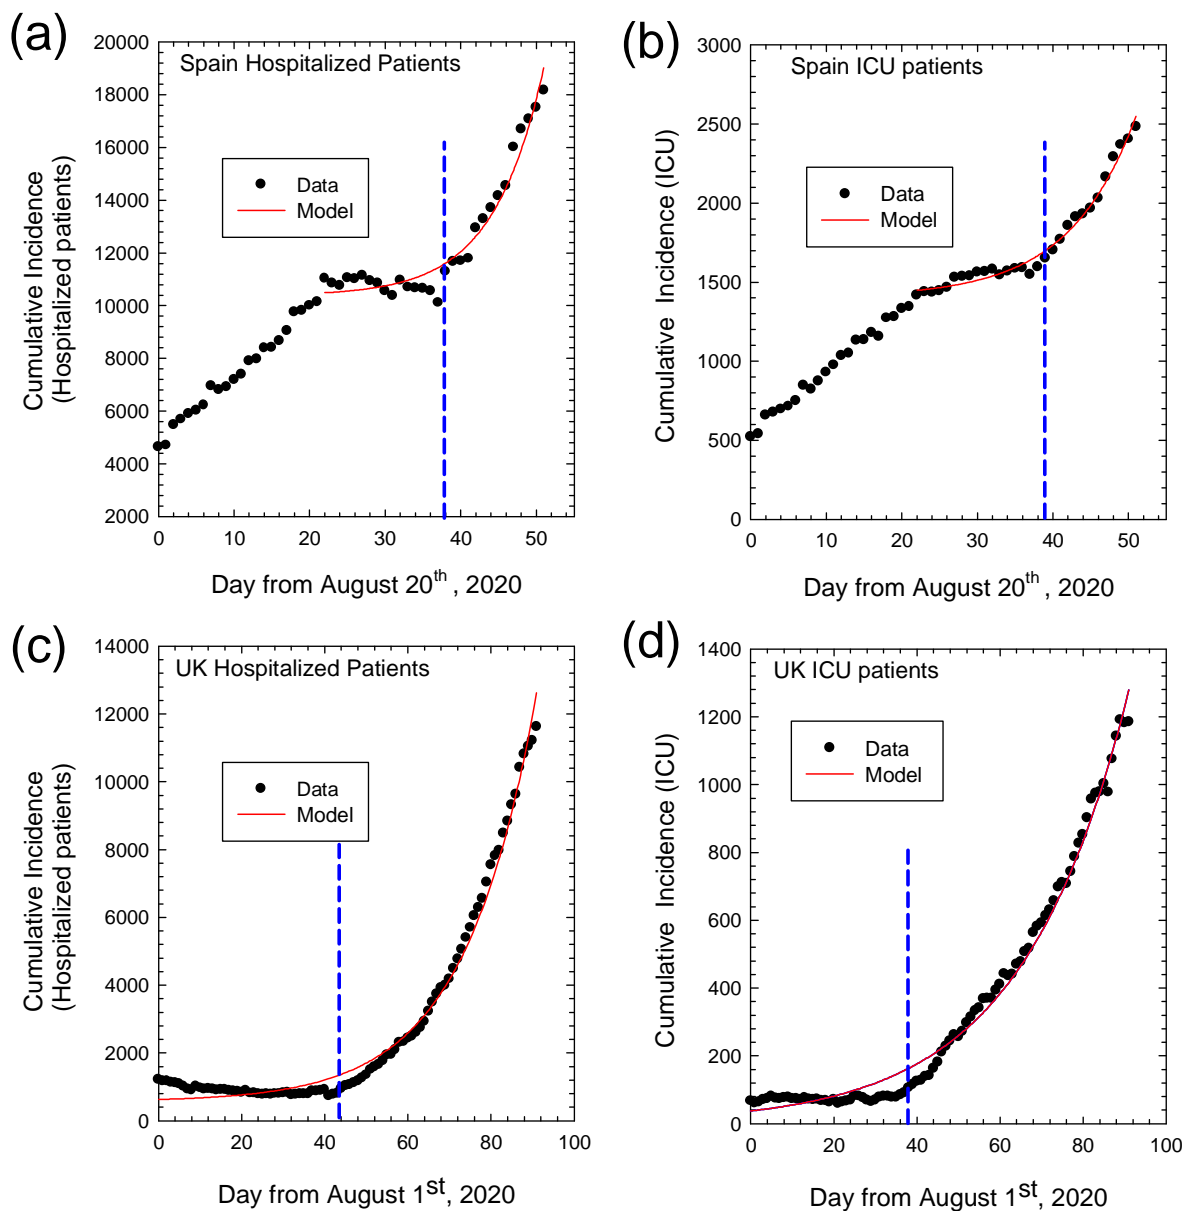 (a)
Spain Hospitalized Patients
Cumulative Incidence
(Hospitalized patients)
20000
18000
16000
14000
12000
10000
8000
6000
4000
2000
Data
Model
0 10 20 30 40 50
Day from August 20th, 2020
(b)
Spain ICU patients
Cumulative Incidence (ICU)
3000
2500
2000
1500
1000
500
0
Data
Model
0 10 20 30 40 50
Day from August 20th, 2020
(c)
UK Hospitalized Patients
Cumulative Incidence
(Hospitalized patients)
14000
12000
10000
8000
6000
4000
2000
0
Data
Model
0 20 40 60 80 100
Day from August 1st, 2020
(d)
UK ICU patients
Cumulative Incidence (ICU)
1400
1200
1000
800
600
400
200
0
Data
Model
0 20 40 60 80 100
Day from August 1st, 2020